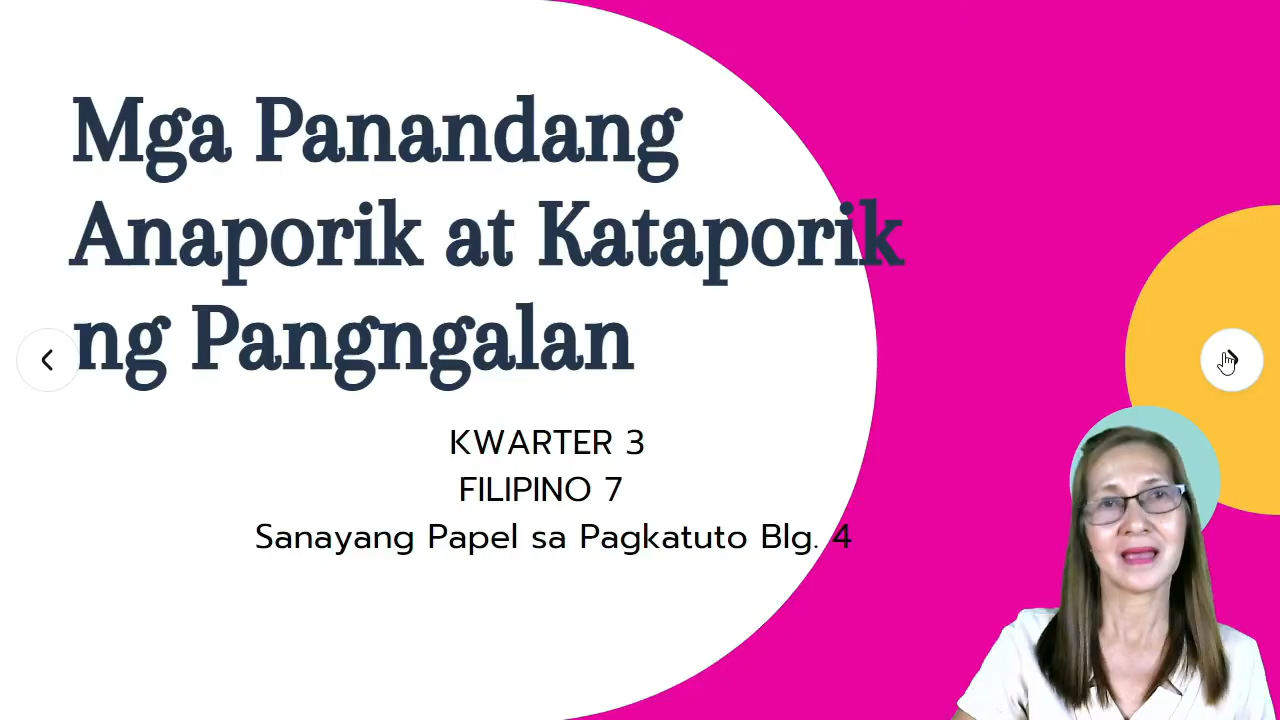 Mga Panandang
Anaporik at Kataporik
ng Pangngalan
KWARTER 3
FILIPINO 7
Sanayang Papel sa Pagkatuto Blg. 4